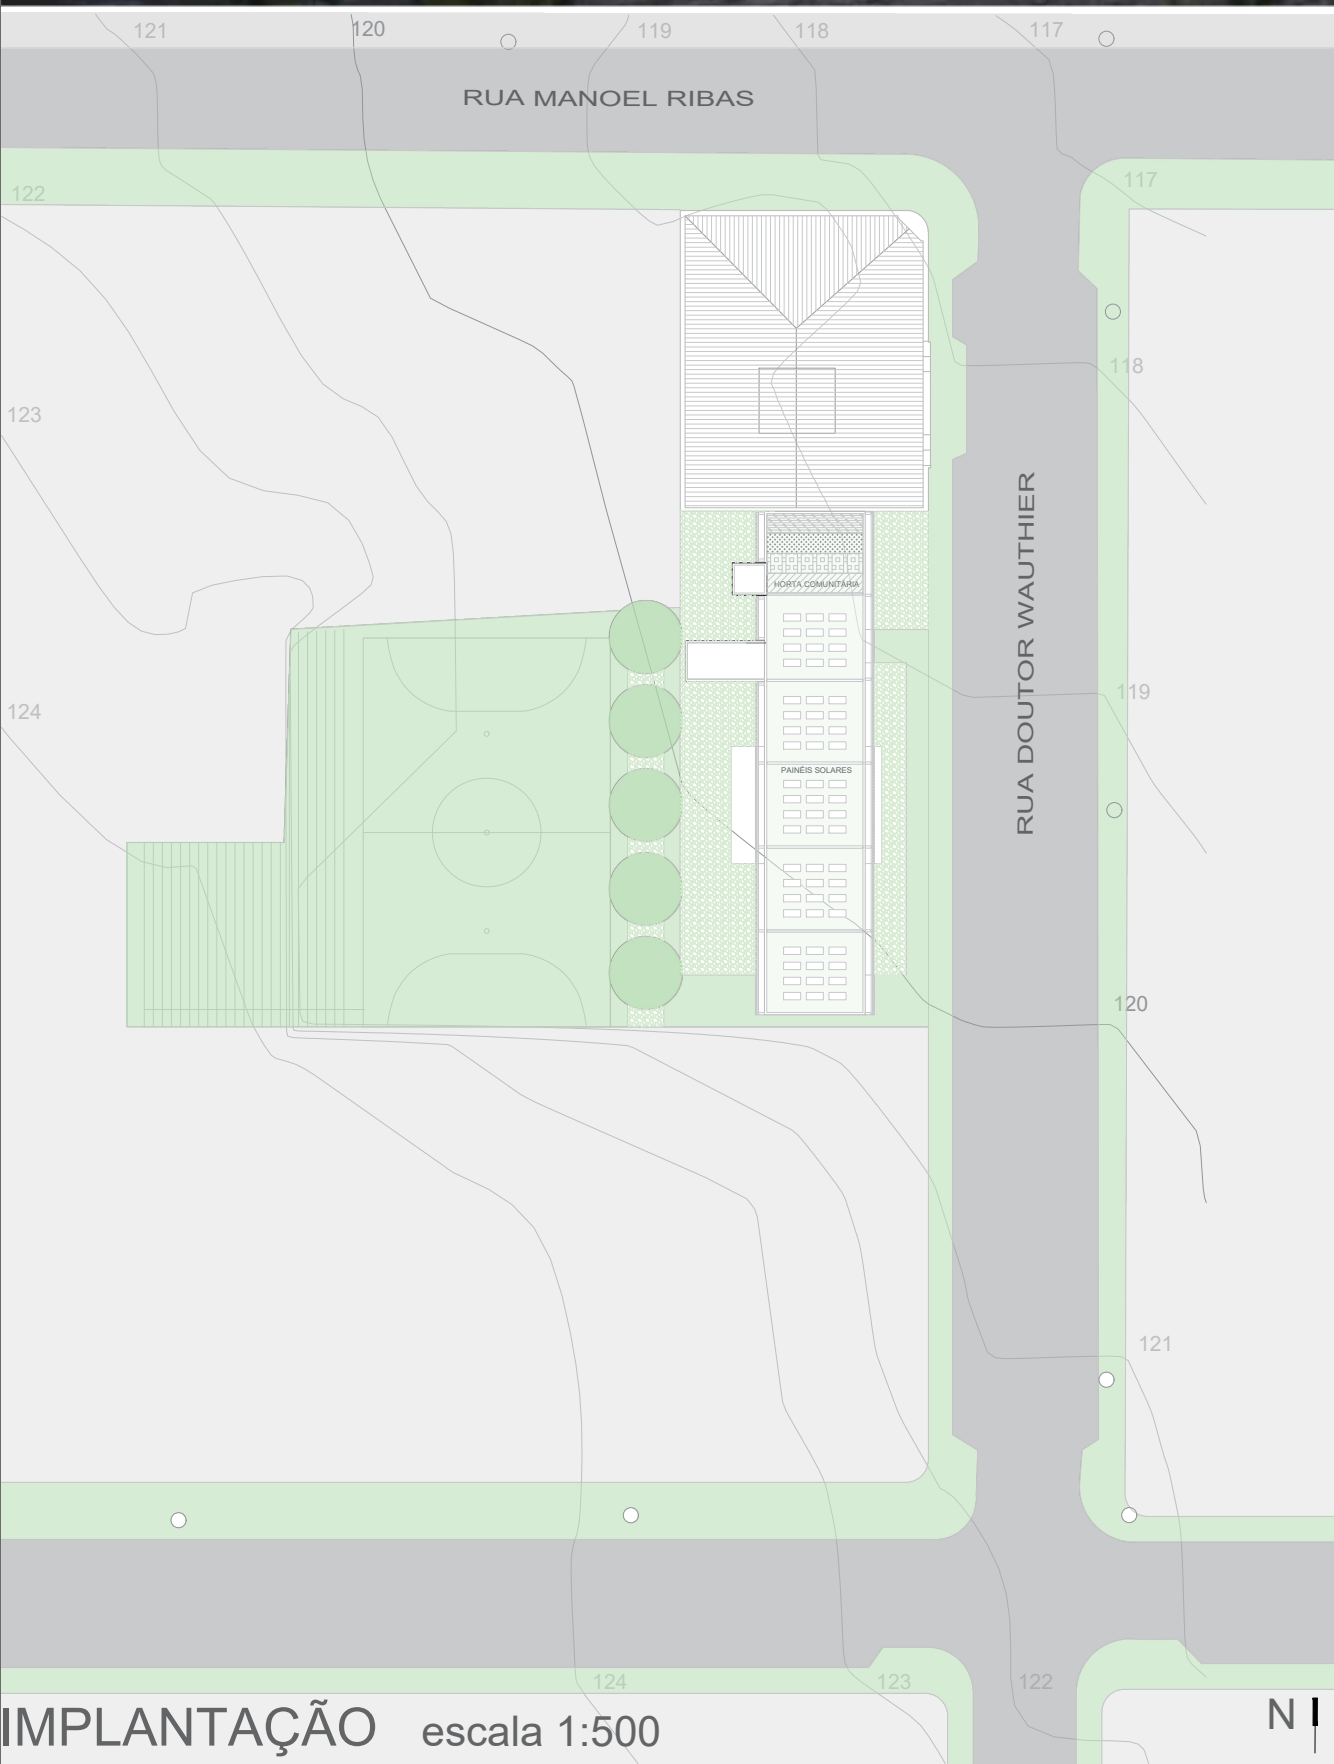 121 120 119 118 117
RUA MANOEL RIBAS
117
122
118
123
RUA DOUTOR WAUTHIER
HORTA COMUNITÁRIA
119
124
PAINÉIS SOLARES
120
121
124 123 122
IMPLANTAÇÃO escala 1:500
N